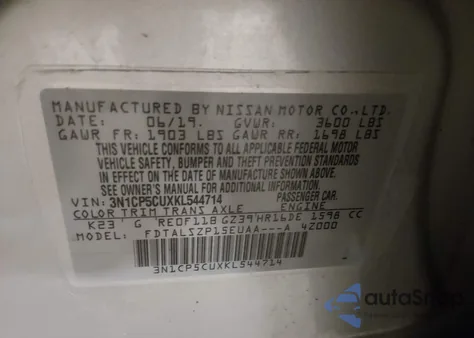 MANUFACTURED BY NISSAN MOTOR CO., LTD.
DATE: 06/19. GVWR: 3600 LBS
GAWR FR: 1903 LBS GAWR RR: 1698 LBS
THIS VEHICLE CONFORMS TO ALL APPLICABLE FEDERAL MOTOR
VEHICLE SAFETY, BUMPER AND THEFT PREVENTION STANDARDS
IN EFFECT ON THE DATE OF MANUFACTURE SHOWN ABOVE.
SEE OWNER'S MANUAL FOR ADDITIONAL INFORMATION.
VIN: 3N1CP5CUXKL544714 PASSENGER CAR.
COLOR TRIM TRANS AXLE ENGINE
K23 G RE0F11B GZ39 HR16DE 1598 CC
MODEL: FDTALSZP15EUAA---A 4Z000
3N1CP5CUXKL544714
autoSnap